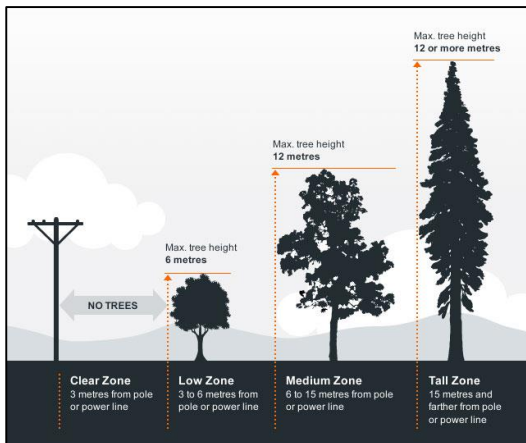 Max. tree height
12 or more metres
Max. tree height
12 metres
Max. tree height
6 metres
NO TREES
Clear Zone
3 metres from pole
or power line
Low Zone
3 to 6 metres from
pole or power line
Medium Zone
6 to 15 metres from pole
or power line
Tall Zone
15 metres and
farther from pole
or power line